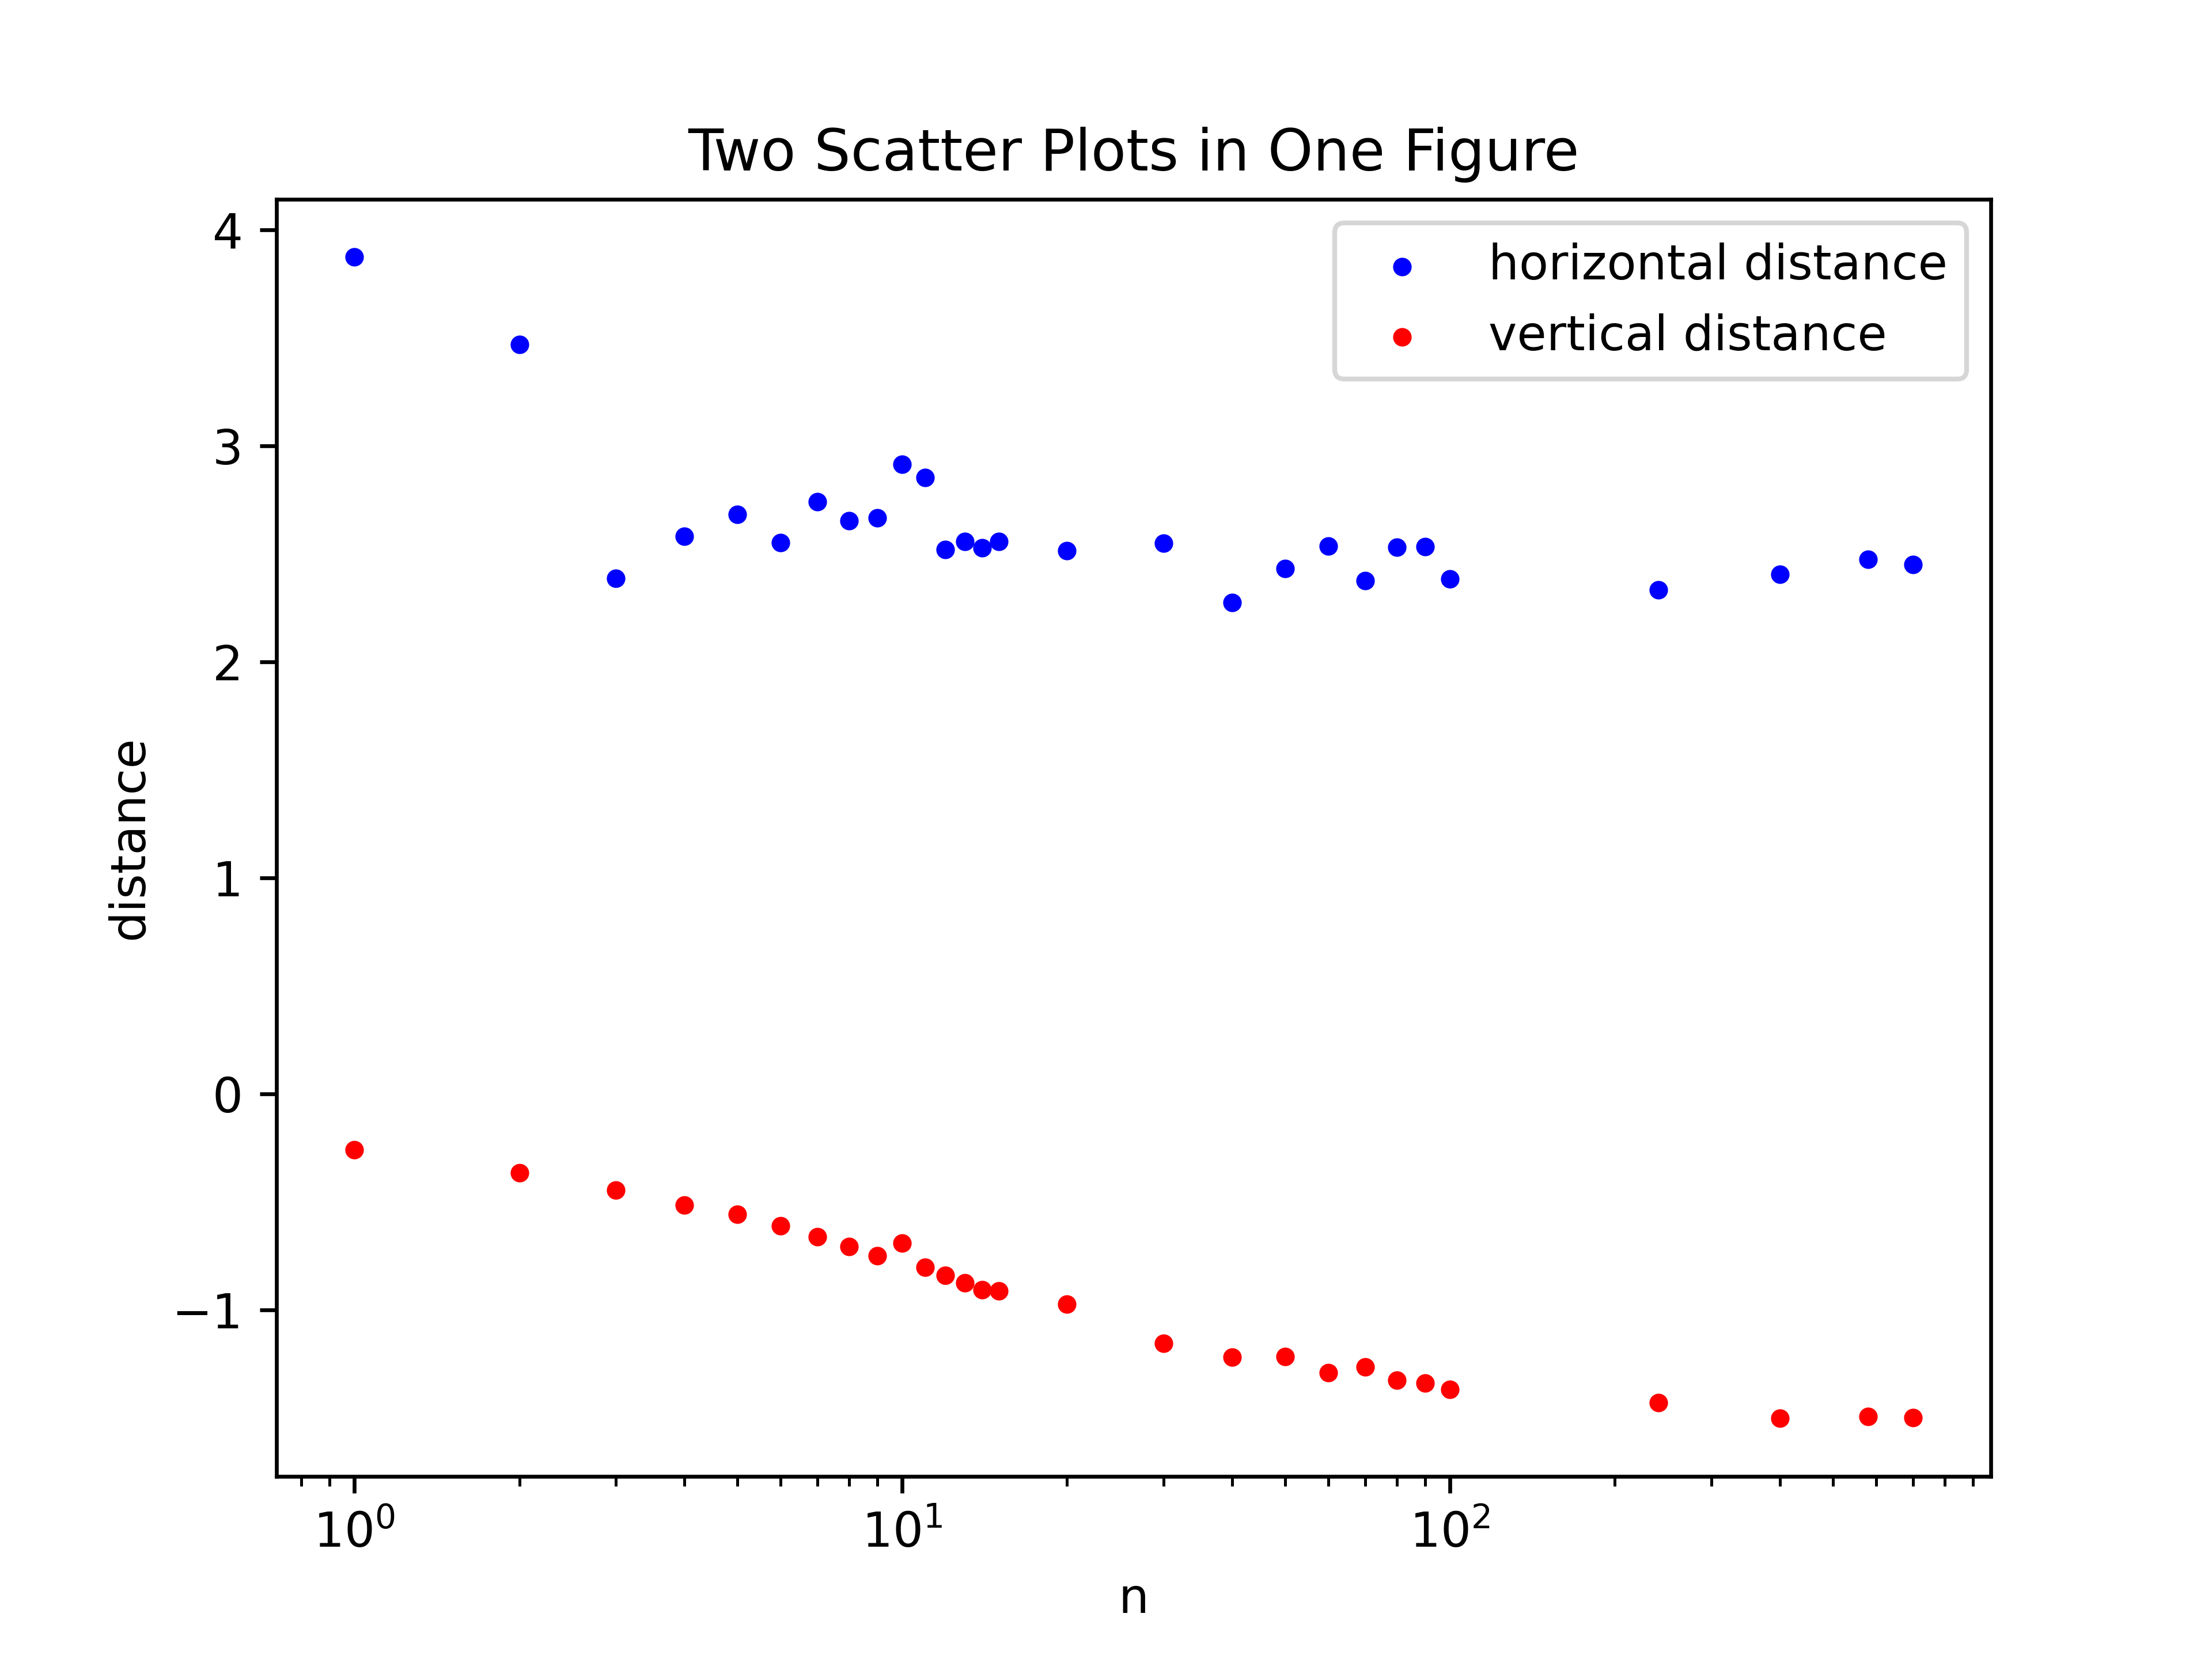 Two Scatter Plots in One Figure
4
3
2
1
0
−1
distance
horizontal distance
vertical distance
10⁰
10¹
10²
n